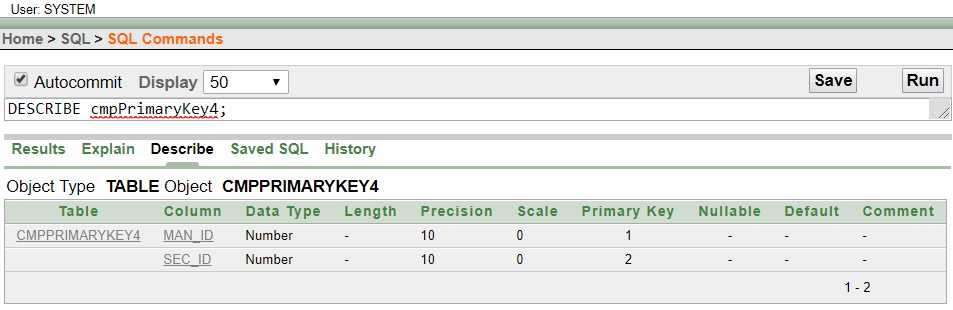 User: SYSTEM
Home > SQL > SQL Commands
Autocommit Display 50 Save Run
DESCRIBE cmpPrimaryKey4;
Results Explain Describe Saved SQL History
Object Type TABLE Object CMPPRIMARYKEY4
Table Column Data Type Length Precision Scale Primary Key Nullable Default Comment
CMPPRIMARYKEY4 MAN_ID Number - 10 0 1 - - -
SEC_ID Number - 10 0 2 - - -
1 - 2